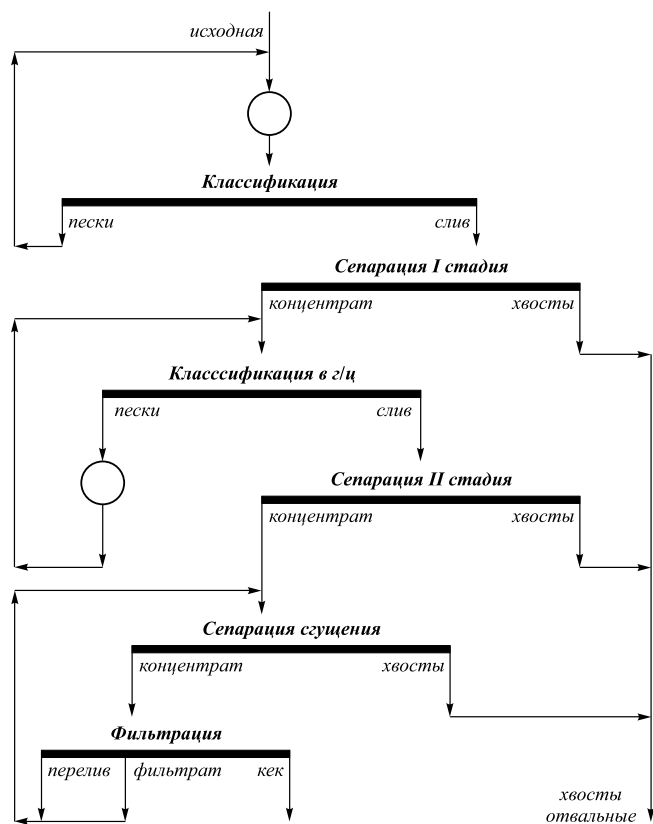 исходная
Классификация
пески
слив
Сепарация I стадия
концентрат
хвосты
Класссификация в г/ц
пески
слив
Сепарация II стадия
концентрат
хвосты
Сепарация сгущения
концентрат
хвосты
Фильтрация
перелив
фильтрат
кек
хвосты
отвальные